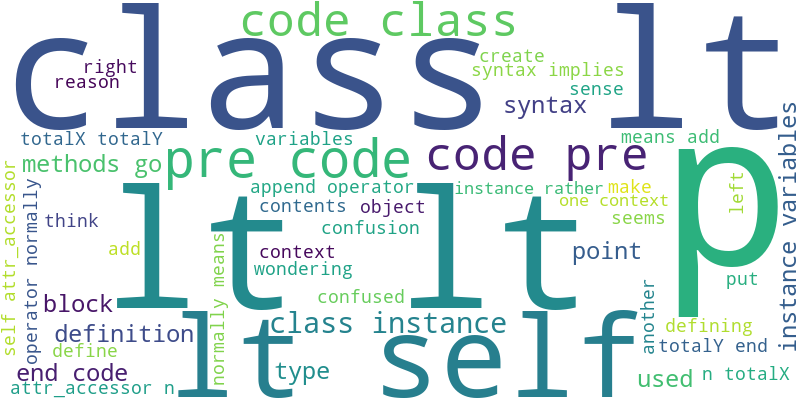 code class
class lt
right
reason
create
syntax implies
sense
syntax
totalX totalY
variables
means add
methods go
pre code
code pre
p
instance variables
self attr_accessor
operator normally
append operator
instance rather
make
one context
left
contents
object
seems
think
confusion
lt lt
add
context
point
wondering
normally means
put
confused
block
another
class instance
defining
definition
lt self
define
totalY end
end code
type
used
n totalX
attr_accessor n